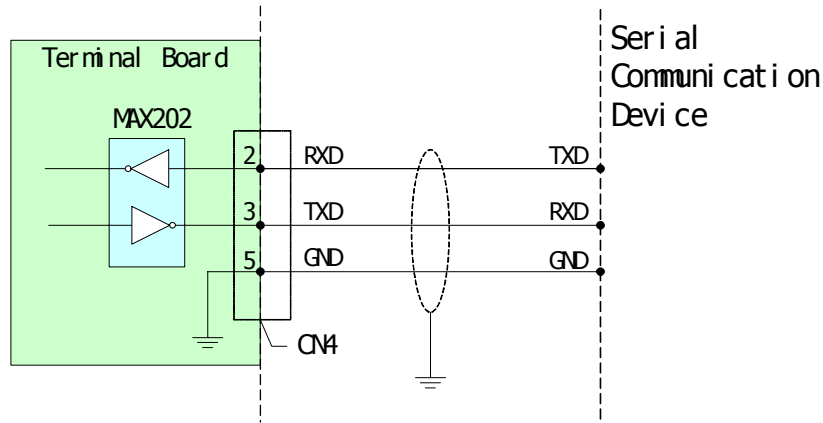 Terminal Board
Serial
Communication
Device
MAX202
2 RXD TXD
3 TXD RXD
5 GND GND
CN4